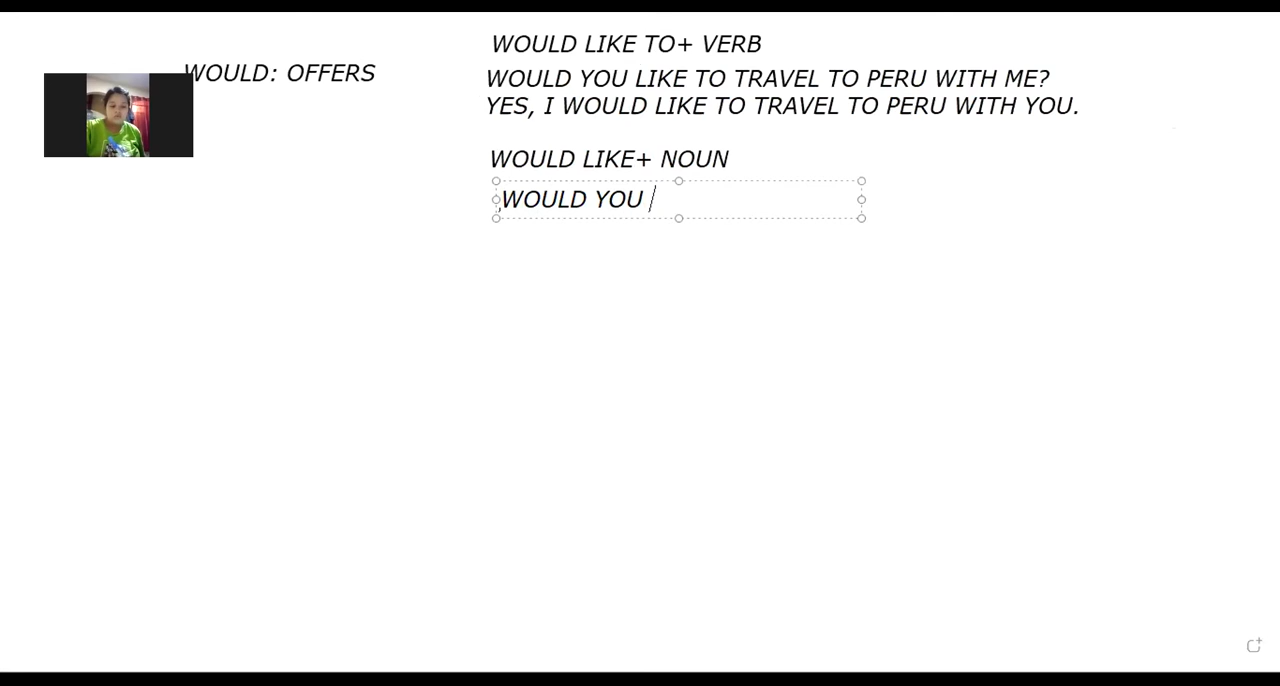 WOULD: OFFERS
WOULD LIKE TO+ VERB
WOULD YOU LIKE TO TRAVEL TO PERU WITH ME?
YES, I WOULD LIKE TO TRAVEL TO PERU WITH YOU.
WOULD LIKE+ NOUN
,WOULD YOU